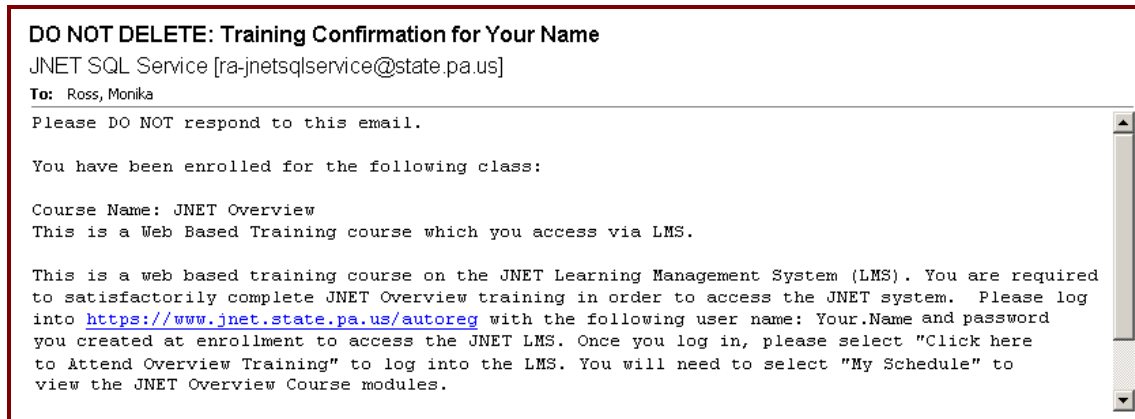 DO NOT DELETE: Training Confirmation for Your Name
JNET SQL Service [ra-jnetsqlservice@state.pa.us]
To: Ross, Monika
Please DO NOT respond to this email.
You have been enrolled for the following class:
Course Name: JNET Overview
This is a Web Based Training course which you access via LMS.
This is a web based training course on the JNET Learning Management System (LMS). You are required
to satisfactorily complete JNET Overview training in order to access the JNET system. Please log
into https://www.jnet.state.pa.us/autoreg with the following user name: Your.Name and password
you created at enrollment to access the JNET LMS. Once you log in, please select "Click here
to Attend Overview Training" to log into the LMS. You will need to select "My Schedule" to
view the JNET Overview Course modules.